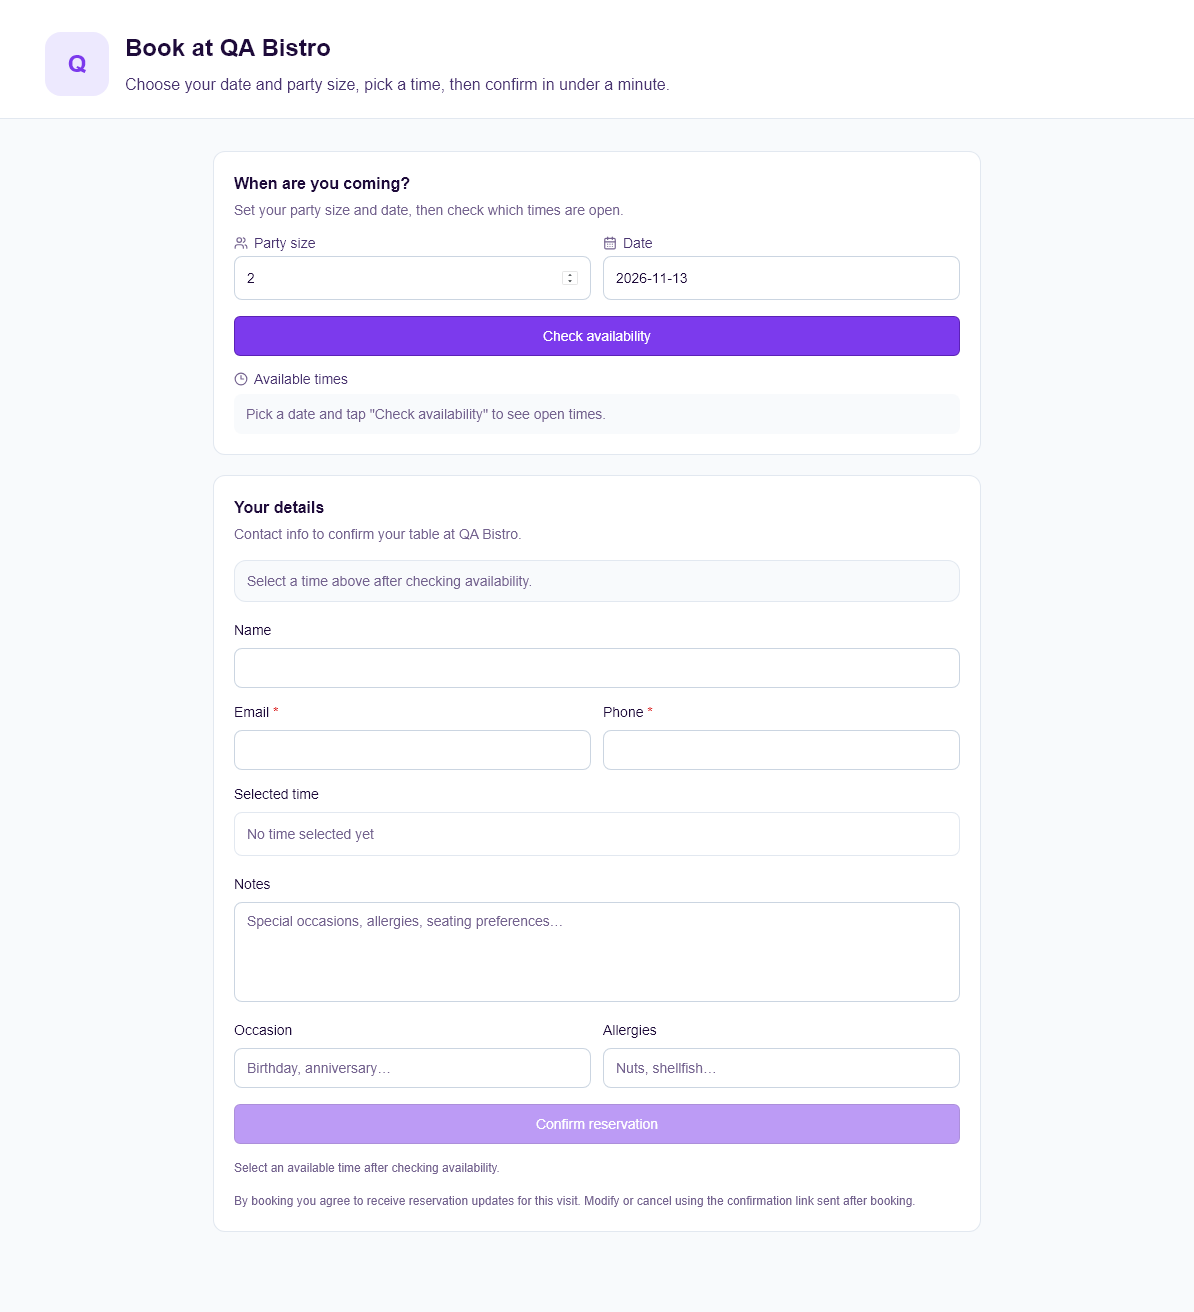 Q
Book at QA Bistro
Choose your date and party size, pick a time, then confirm in under a minute.
When are you coming?
Set your party size and date, then check which times are open.
Party size
Date
2
2026-11-13
Check availability
Available times
Pick a date and tap "Check availability" to see open times.
Your details
Contact info to confirm your table at QA Bistro.
Select a time above after checking availability.
Name
Email *
Phone *
Selected time
No time selected yet
Notes
Special occasions, allergies, seating preferences…
Occasion
Allergies
Birthday, anniversary…
Nuts, shellfish…
Confirm reservation
Select an available time after checking availability.
By booking you agree to receive reservation updates for this visit. Modify or cancel using the confirmation link sent after booking.